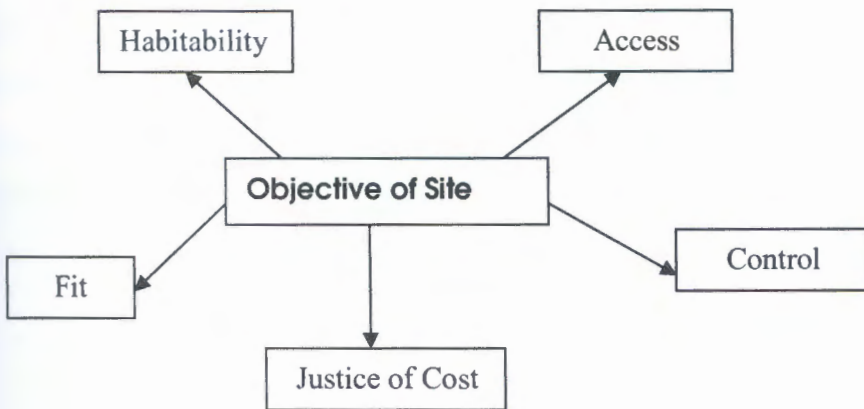 Habitability
Access
Objective of Site
Control
Fit
Justice of Cost